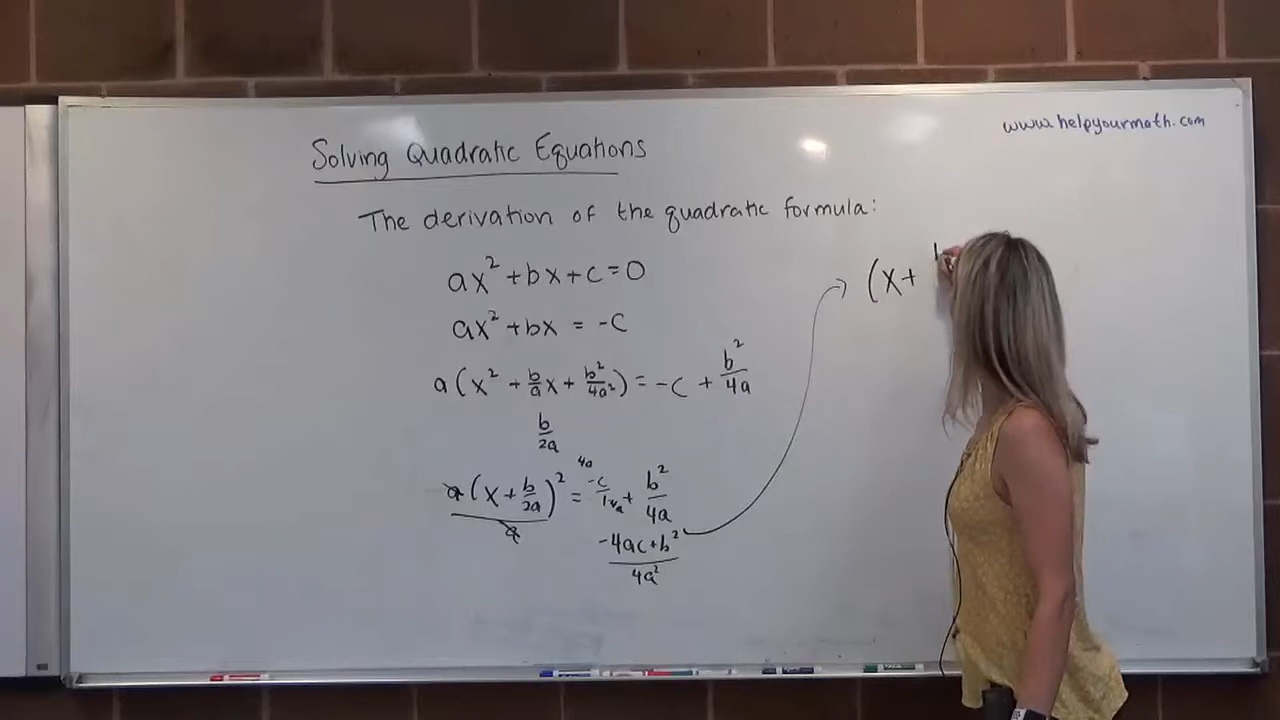 www.helpyourmath.com
Solving Quadratic Equations
The derivation of the quadratic formula:
ax² + bx + c = 0
ax² + bx = -c
a(x² + b/a x + b²/4a²) = -c + b²/4a
b/2a
4a
a(x + b/2a)² = -c/1 + b²/4a
a
-4ac + b²
4a²
(x +